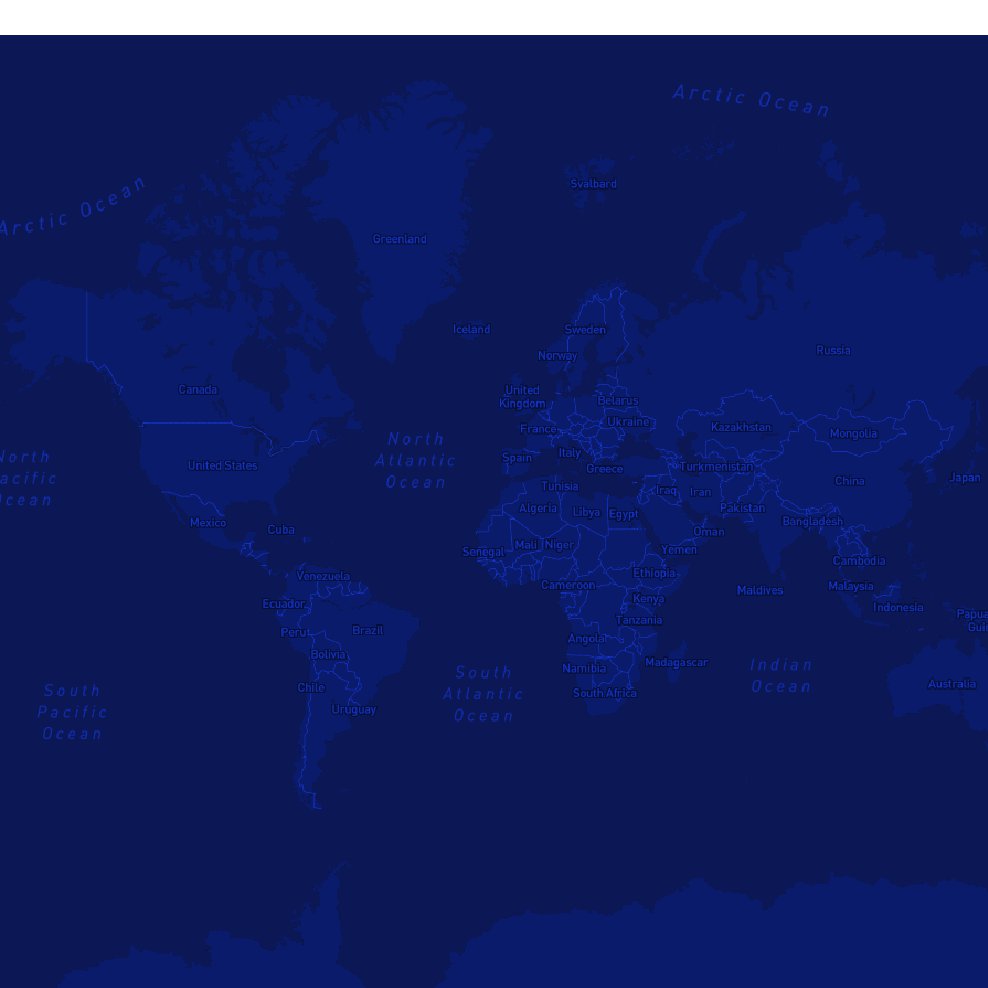 Arctic Ocean
Svalbard
Arctic Ocean
Greenland
Iceland
Sweden
Russia
Norway
Canada
United
Kingdom
Belarus
Ukraine
Kazakhstan
France
Mongolia
North
Atlantic
Ocean
Italy
Spain
North
Pacific
Ocean
United States
Greece
Turkmenistan
Japan
China
Tunisia
Iraq
Iran
Algeria
Libya
Egypt
Pakistan
Mexico
Cuba
Bangladesh
Oman
Senegal
Mali
Niger
Yemen
Cambodia
Venezuela
Ethiopia
Cameroon
Maldives
Malaysia
Kenya
Ecuador
Indonesia
Papua
Gui
Tanzania
Peru
Brazil
Angola
Bolivia
Namibia
Madagascar
Indian
Ocean
South
Atlantic
Ocean
Australia
Chile
South Africa
South
Pacific
Ocean
Uruguay